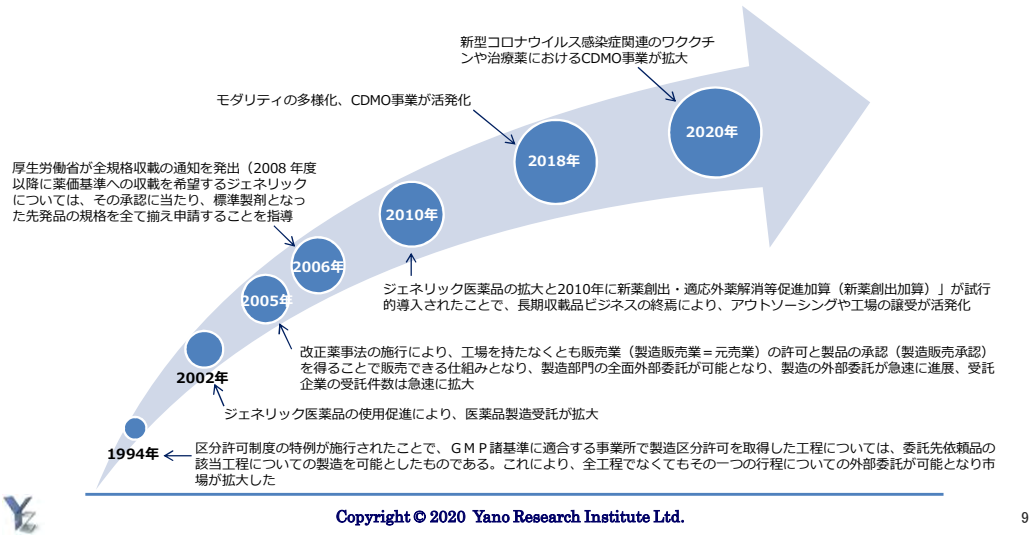 新型コロナウイルス感染症関連のワククチ
ンや治療薬におけるCDMO事業が拡大
モダリティの多様化、CDMO事業が活発化
2020年
2018年
厚生労働省が全規格収載の通知を発出（2008 年度
以降に薬価基準への収載を希望するジェネリック
については、その承認に当たり、標準製剤となっ
た先発品の規格を全て揃え申請することを指導
2010年
2006年
ジェネリック医薬品の拡大と2010年に新薬創出・適応外薬解消等促進加算（新薬創出加算）」が試行
的導入されたことで、長期収載品ビジネスの終焉により、アウトソーシングや工場の譲受が活発化
2005年
改正薬事法の施行により、工場を持たなくとも販売業（製造販売業＝元売業）の許可と製品の承認（製造販売承認）
を得ることで販売できる仕組みとなり、製造部門の全面外部委託が可能となり、製造の外部委託が急速に進展、受託
企業の受託件数は急速に拡大
2002年
ジェネリック医薬品の使用促進により、医薬品製造受託が拡大
1994年
区分許可制度の特例が施行されたことで、ＧＭＰ諸基準に適合する事業所で製造区分許可を取得した工程については、委託先依頼品の
該当工程についての製造を可能としたものである。これにより、全工程でなくてもその一つの行程についての外部委託が可能となり市
場が拡大した
Copyright © 2020 Yano Research Institute Ltd.
9